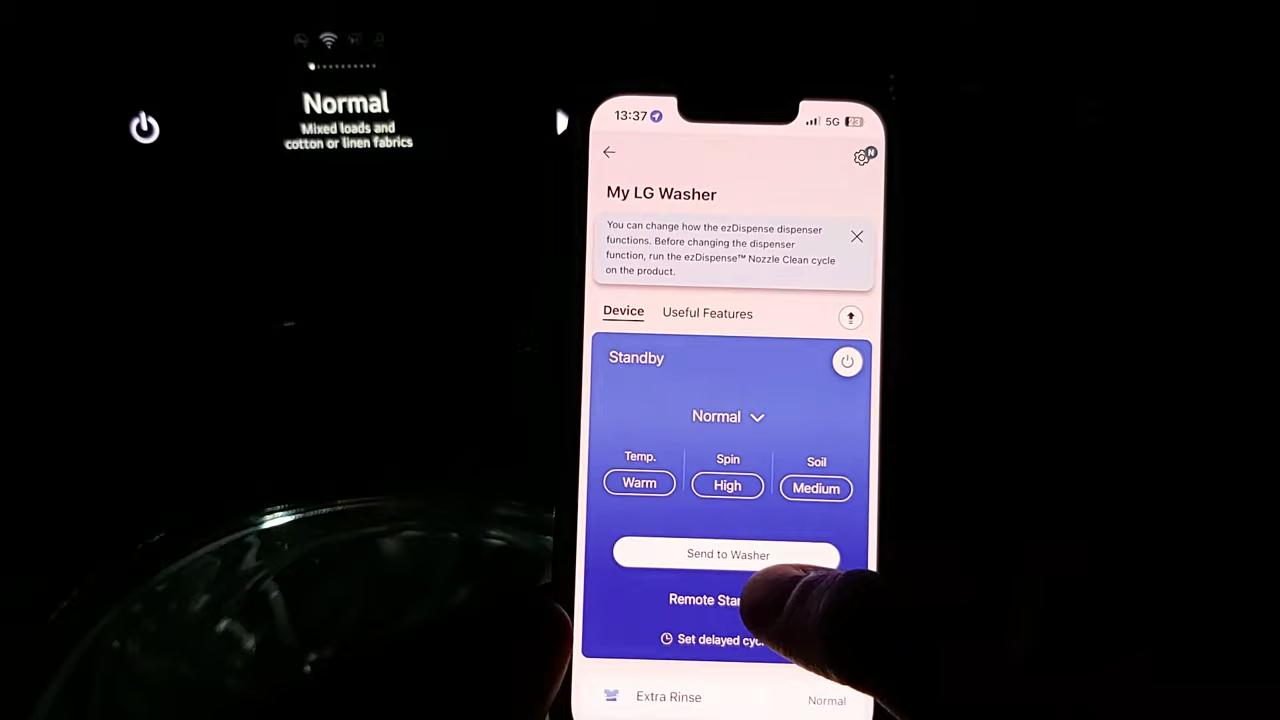 Normal
Mixed loads and
cotton or linen fabrics
13:37
5G
23
N
My LG Washer
You can change how the ezDispense dispenser
functions. Before changing the dispenser
function, run the ezDispense™ Nozzle Clean cycle
on the product.
Device
Useful Features
Standby
Normal
Temp.
Spin
Soil
Warm
High
Medium
Send to Washer
Remote
Set delayed
Extra Rinse
Normal